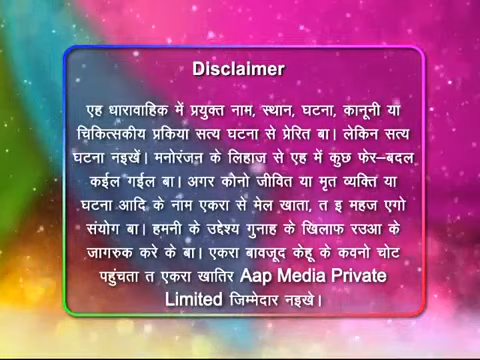 Disclaimer
एह धारावाहिक में प्रयुक्त नाम, स्थान, घटना, कानूनी या
चिकित्सकीय प्रकिया सत्य घटना से प्रेरित बा। लेकिन सत्य
घटना नइखें। मनोरंजन के लिहाज से एह में कुछ फेर–बदल
कईल गईल बा। अगर कौनो जीवित या मृत व्यक्ति या
घटना आदि के नाम एकरा से मेल खाता, त इ महज एगो
संयोग बा। हमनी के उद्देश्य गुनाह के खिलाफ रउआ के
जागरुक करे के बा। एकरा बावजूद केहू के कवनो चोट
पहुंचता त एकरा खातिर Aap Media Private
Limited जिम्मेदार नइखे।